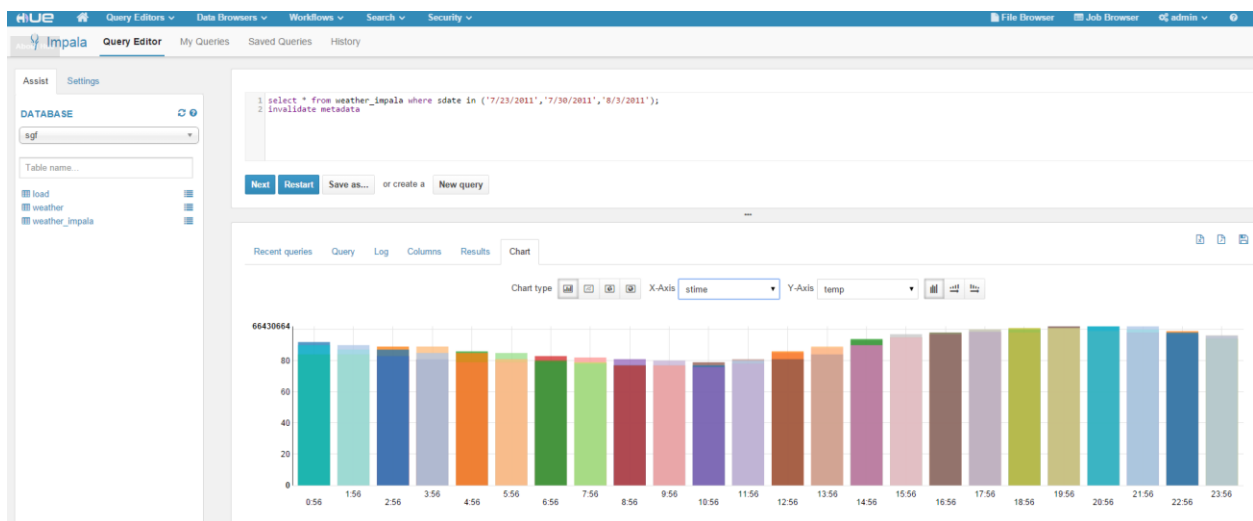 HUE Query Editors Data Browsers Workflows Search Security File Browser Job Browser admin
Impala Query Editor My Queries Saved Queries History
Assist Settings
DATABASE
sgf
Table name...
load
weather
weather_impala
1 select * from weather_impala where sdate in ('7/23/2011','7/30/2011','8/3/2011');
2 invalidate metadata
Next Restart Save as... or create a New query
Recent queries Query Log Columns Results Chart
Chart type X-Axis stime Y-Axis temp
66430664
80
60
40
20
0
0:56 1:56 2:56 3:56 4:56 5:56 6:56 7:56 8:56 9:56 10:56 11:56 12:56 13:56 14:56 15:56 16:56 17:56 18:56 19:56 20:56 21:56 22:56 23:56